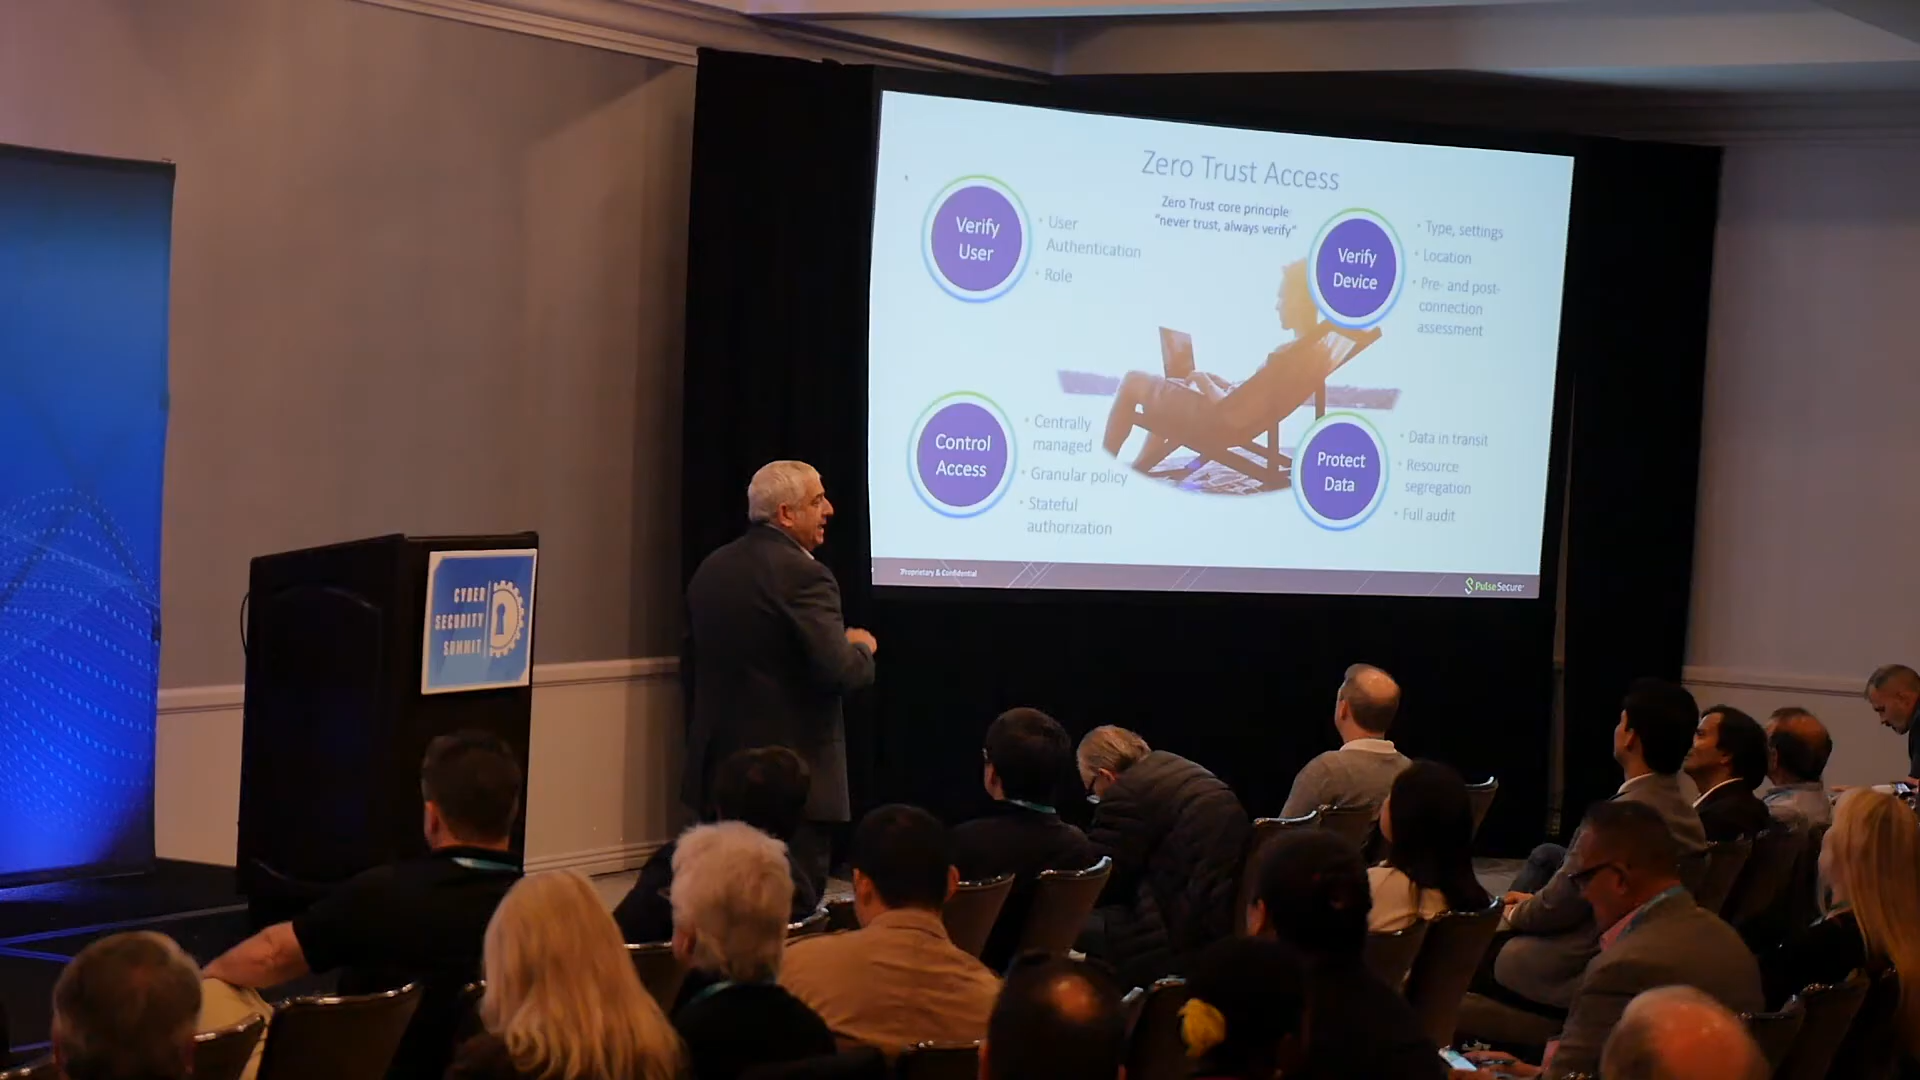 Zero Trust Access
Zero Trust core principle:
"never trust, always verify"
Verify
User
• User
Authentication
• Role
Verify
Device
• Type, settings
• Location
• Pre- and post-
connection
assessment
Control
Access
• Centrally
managed
• Granular policy
• Stateful
authorization
Protect
Data
• Data in transit
• Resource
segregation
• Full audit
Proprietary & Confidential
Pulse Secure
CYBER
SECURITY
SUMMIT